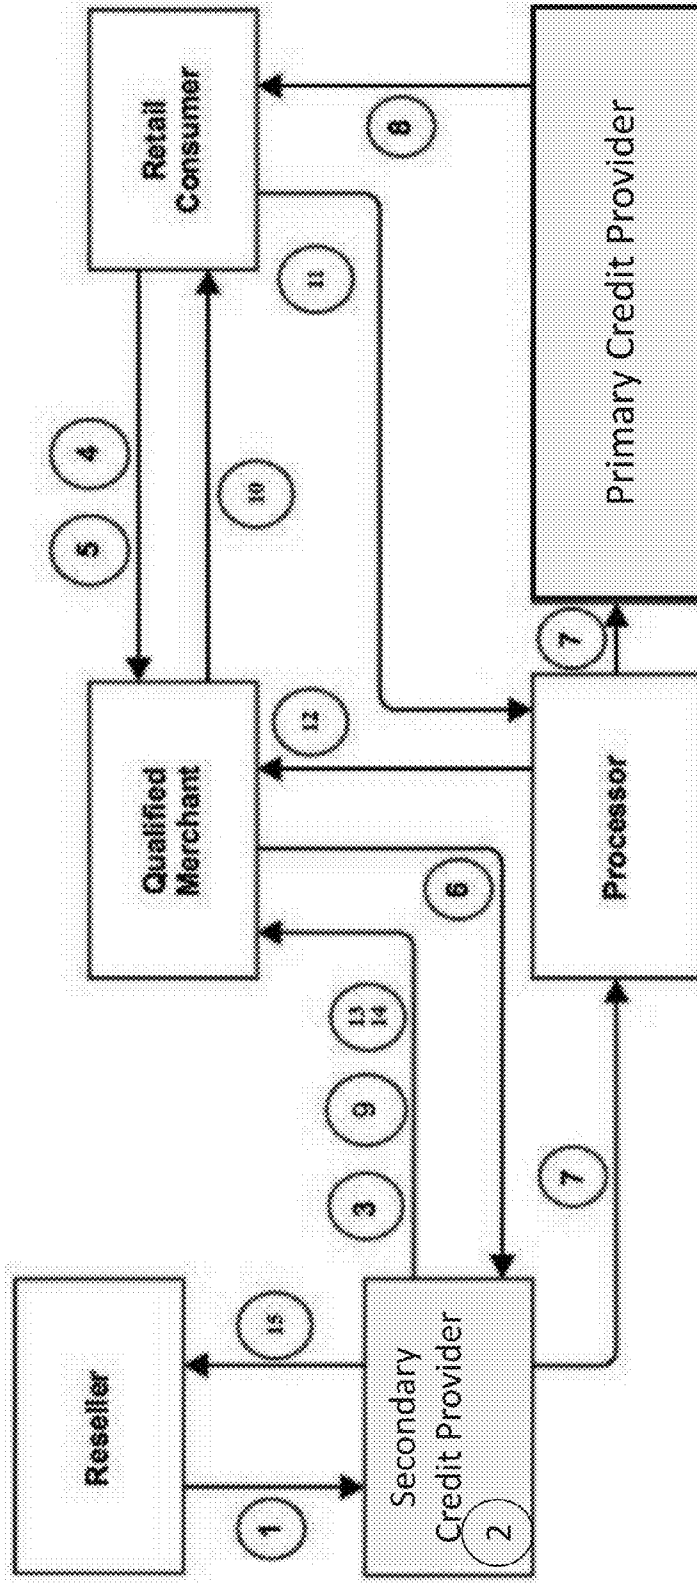 Reseller
1
15
Secondary
Credit Provider
2
3
9
13
14
6
7
Qualified
Merchant
12
Processor
7
5
4
10
11
Retail
Consumer
8
Primary Credit Provider